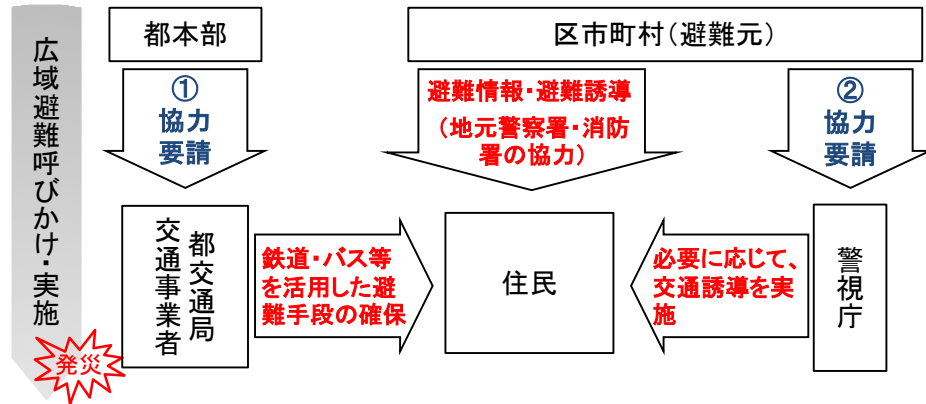 広域避難呼びかけ・実施
発災
都本部
区市町村（避難元）
①
協力
要請
避難情報・避難誘導
（地元警察署・消防
署の協力）
②
協力
要請
都交通局
交通事業者
鉄道・バス等
を活用した避
難手段の確保
住民
必要に応じて、
交通誘導を実
施
警視庁